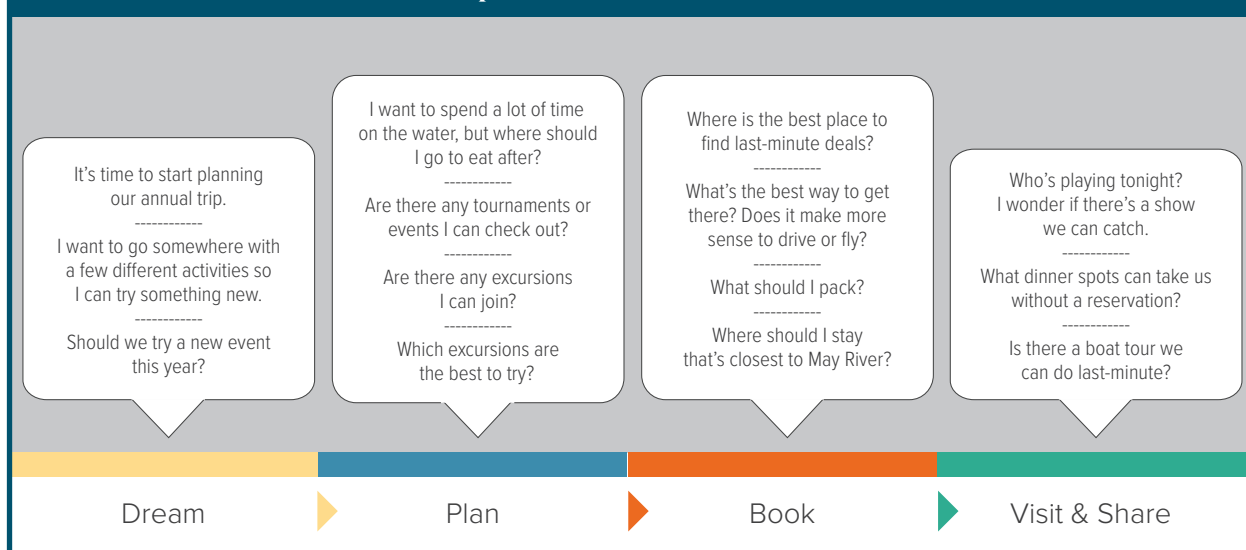 It's time to start planning
our annual trip.
------------
I want to go somewhere with
a few different activities so
I can try something new.
------------
Should we try a new event
this year?
I want to spend a lot of time
on the water, but where should
I go to eat after?
------------
Are there any tournaments or
events I can check out?
------------
Are there any excursions
I can join?
------------
Which excursions are
the best to try?
Where is the best place to
find last-minute deals?
------------
What's the best way to get
there? Does it make more
sense to drive or fly?
------------
What should I pack?
------------
Where should I stay
that's closest to May River?
Who's playing tonight?
I wonder if there's a show
we can catch.
------------
What dinner spots can take us
without a reservation?
------------
Is there a boat tour we
can do last-minute?
Dream
Plan
Book
Visit & Share